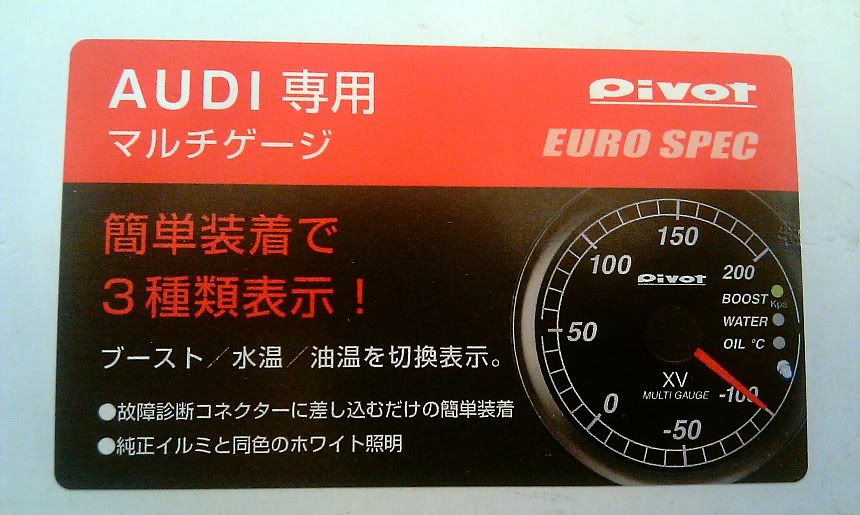 AUDI 専用
マルチゲージ
Pivot
EURO SPEC
簡単装着で
3種類表示！
ブースト／水温／油温を切換表示。
●故障診断コネクターに差し込むだけの簡単装着
●純正イルミと同色のホワイト照明
150
100
200
Pivot
BOOST
Kpa
WATER
50
OIL °C
XV
MULTI GAUGE
-100
0
-50